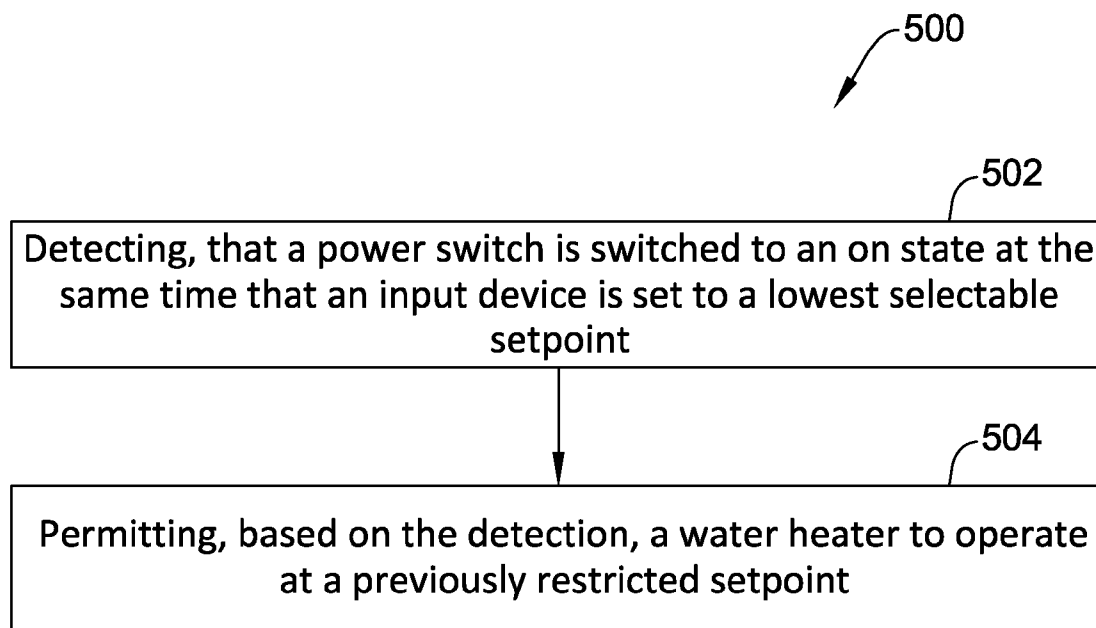 500
502
Detecting, that a power switch is switched to an on state at the
same time that an input device is set to a lowest selectable
setpoint
504
Permitting, based on the detection, a water heater to operate
at a previously restricted setpoint